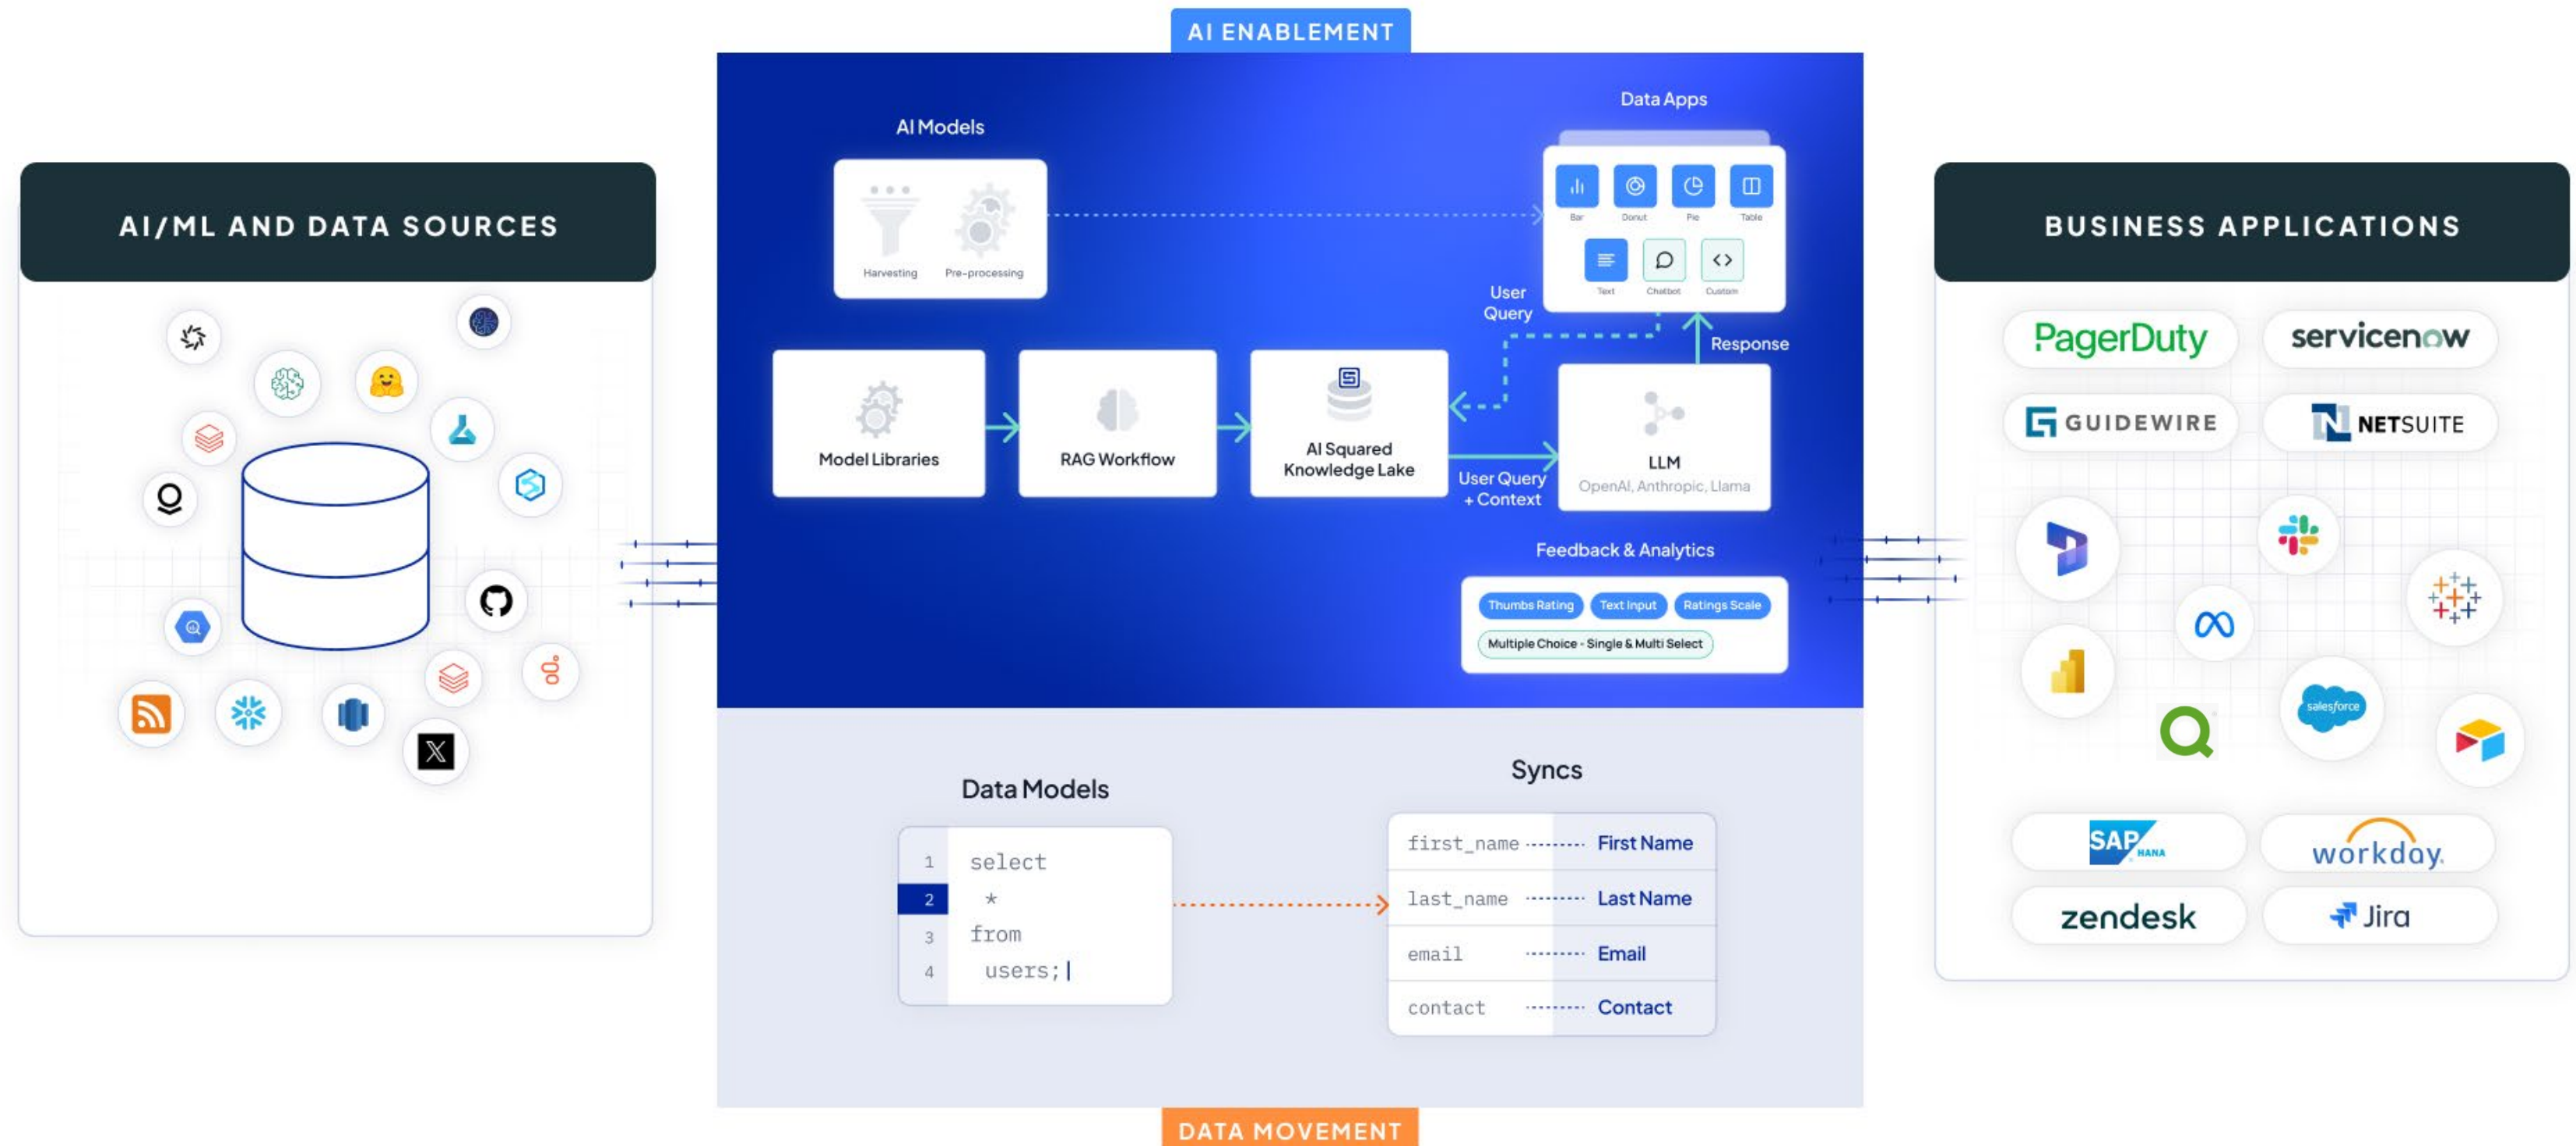 AI ENABLEMENT
AI/ML AND DATA SOURCES
AI Models
Harvesting
Pre-processing
Data Apps
Bar
Donut
Pie
Table
Text
Chatbot
Custom
User
Query
Response
Model Libraries
RAG Workflow
AI Squared
Knowledge Lake
User Query
+ Context
LLM
OpenAI, Anthropic, Llama
Feedback & Analytics
Thumbs Rating
Text Input
Ratings Scale
Multiple Choice - Single & Multi Select
Data Models
1 select
2 *
3 from
4 users;
Syncs
first_name First Name
last_name Last Name
email Email
contact Contact
DATA MOVEMENT
BUSINESS APPLICATIONS
PagerDuty
servicenow
GUIDEWIRE
NETSUITE
salesforce
SAP HANA
workday.
zendesk
Jira